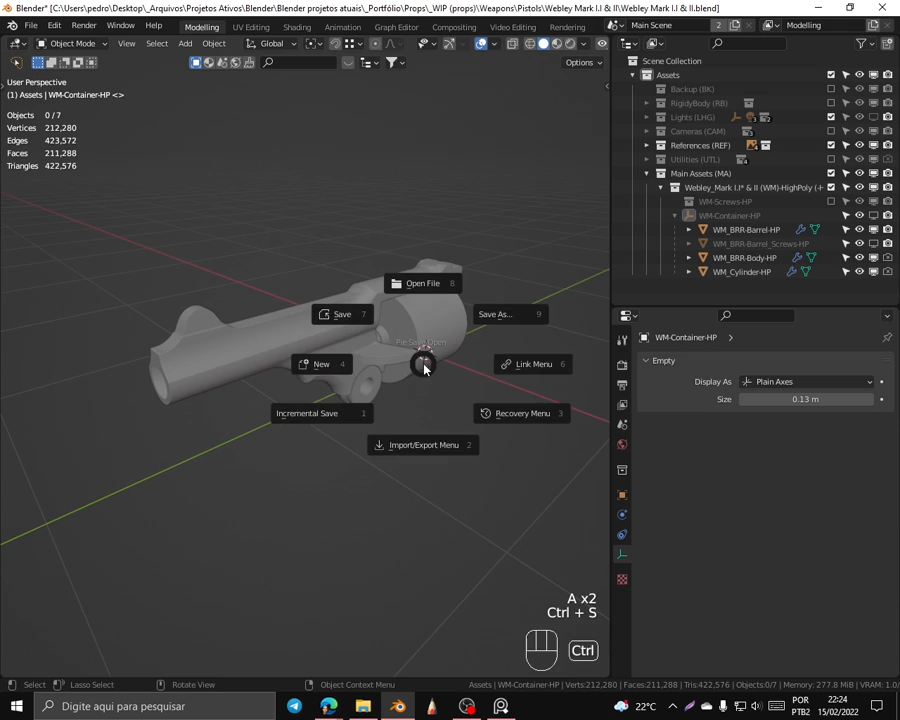 Blender* [C:\Users\pedro\Desktop\_Arquivos\Projetos Ativos\Blender\Blender projetos atuais\_Portfólio\Props\_WIP (props)\Weapons\Pistols\Webley Mark I.I & II\Webley Mark I.I & II.blend]
File Edit Render Window Help Modelling UV Editing Shading Animation Graph Editor Compositing Video Editing Rendering Main Scene 2 Modelling
Object Mode View Select Add Object Global
Options
User Perspective
(1) Assets | WM-Container-HP <>
Objects 0/7
Vertices 212,280
Edges 423,572
Faces 211,288
Triangles 422,576
Scene Collection
Assets
Backup (BK)
RigidyBody (RB)
Lights (LHG)
Cameras (CAM)
References (REF)
Utilities (UTL)
Main Assets (MA)
Webley_Mark I.I* & II (WM)-HighPoly (-H
WM-Screws-HP
WM-Container-HP
WM_BRR-Barrel-HP
WM_BRR-Barrel_Screws-HP
WM_BRR-Body-HP
WM_Cylinder-HP
Open File 8
Save 7
Save As... 9
Pie Save Open
New 4
Link Menu 6
Incremental Save 1
Recovery Menu 3
Import/Export Menu 2
WM-Container-HP
Empty
Display As Plain Axes
Size 0.13 m
A x2
Ctrl + S
Ctrl
Select Lasso Select Rotate View Object Context Menu Assets | WM-Container-HP | Verts:212,280 | Faces:211,288 | Tris:422,576 | Objects:0/7 | Memory: 277.8 MiB | VRAM: 1.0/
Digite aqui para pesquisar
22°C
POR
PTB2
22:24
15/02/2022